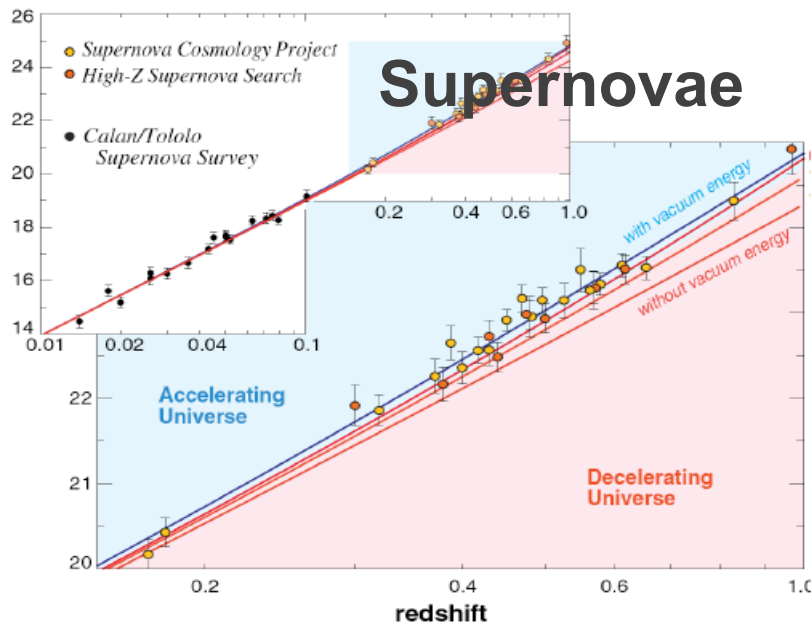 26
Supernova Cosmology Project
High-Z Supernova Search
24
Supernovae
22
Calan/Tololo
Supernova Survey
20
0.2 0.4 0.6 1.0
18
with vacuum energy
16
without vacuum energy
14
0.01 0.02 0.04 0.1
22
Accelerating
Universe
21
Decelerating
Universe
20
0.2 0.4 0.6 1.0
redshift